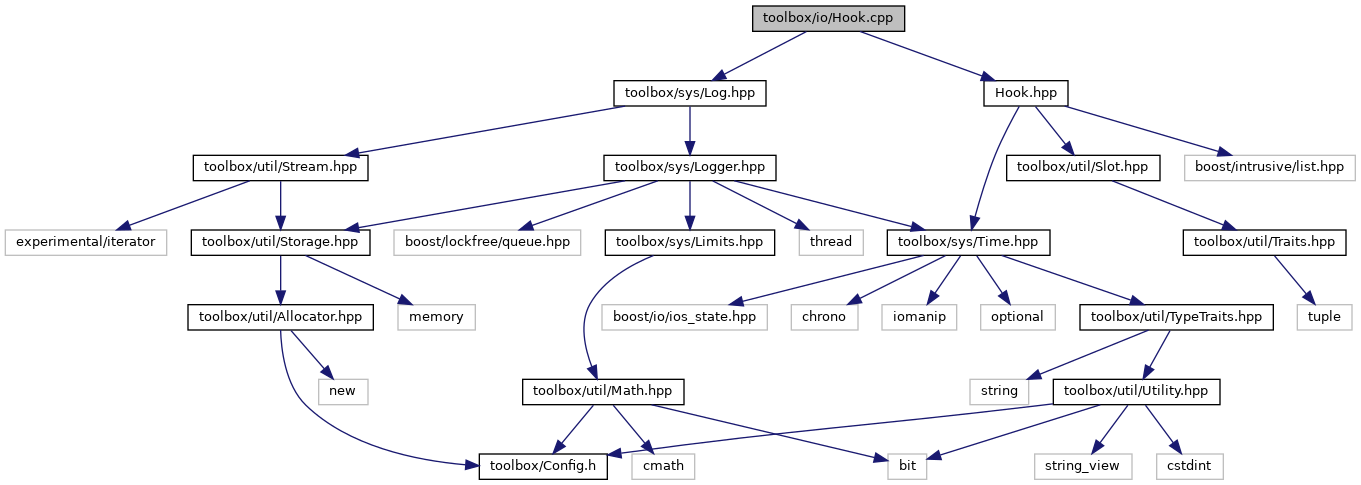 toolbox/io/Hook.cpp
toolbox/sys/Log.hpp
Hook.hpp
toolbox/util/Stream.hpp
toolbox/sys/Logger.hpp
toolbox/util/Slot.hpp
boost/intrusive/list.hpp
experimental/iterator
toolbox/util/Storage.hpp
boost/lockfree/queue.hpp
toolbox/sys/Limits.hpp
thread
toolbox/sys/Time.hpp
toolbox/util/Traits.hpp
toolbox/util/Allocator.hpp
memory
boost/io/ios_state.hpp
chrono
iomanip
optional
toolbox/util/TypeTraits.hpp
tuple
new
toolbox/util/Math.hpp
string
toolbox/util/Utility.hpp
toolbox/Config.h
cmath
bit
string_view
cstdint